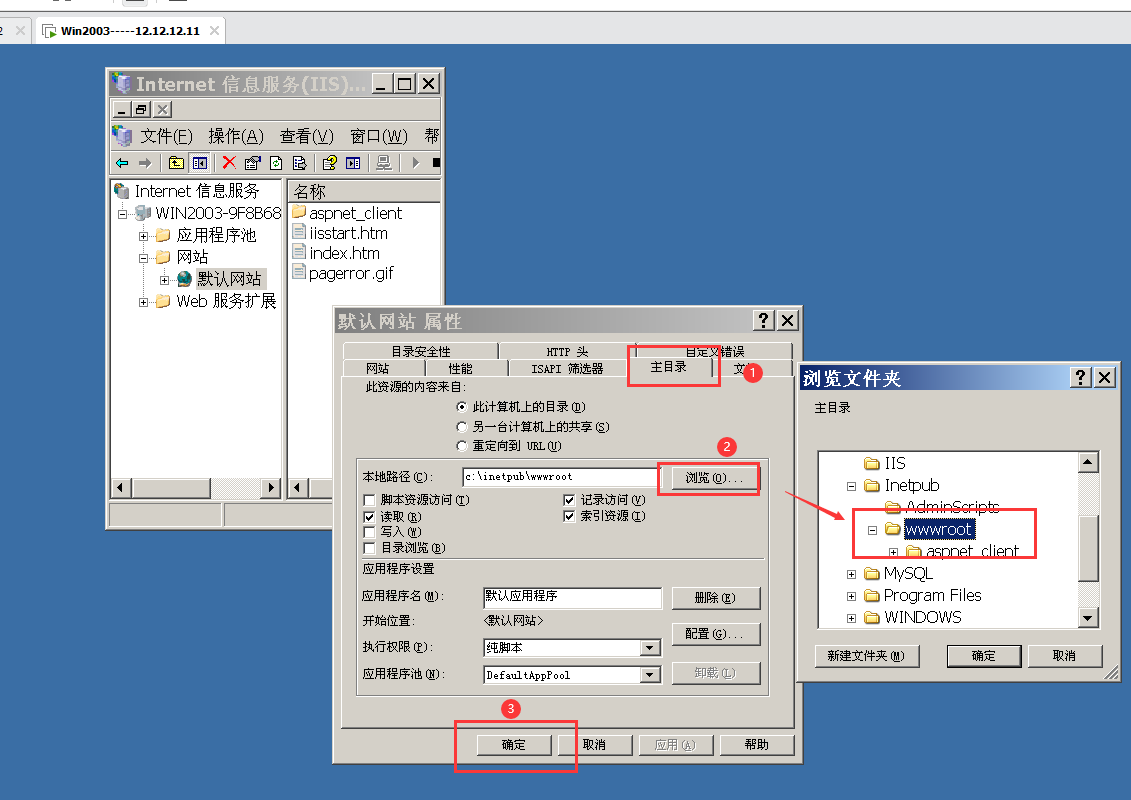 2
Win2003-----12.12.12.11
Internet 信息服务(IIS)...
文件(F) 操作(A) 查看(V) 窗口(W) 帮
Internet 信息服务
WIN2003-9F8B68
应用程序池
网站
默认网站
Web 服务扩展
名称
aspnet_client
iisstart.htm
index.htm
pagerror.gif
默认网站 属性
目录安全性 HTTP 头 自定义错误
网站 性能 ISAPI 筛选器 主目录
1
此资源的内容来自:
此计算机上的目录(D)
另一台计算机上的共享(S)
重定向到 URL(U)
2
本地路径(C): c:\inetpub\wwwroot 浏览(O)...
脚本资源访问(T) 记录访问(V)
读取(R) 索引资源(I)
写入(W)
目录浏览(B)
应用程序设置
应用程序名(M): 默认应用程序 删除(E)
开始位置: <默认网站>
配置(G)...
执行权限(P): 纯脚本
应用程序池(N): DefaultAppPool 卸载(L)
3
确定 取消 应用(A) 帮助
浏览文件夹
主目录
IIS
Inetpub
AdminScripts
wwwroot
aspnet_client
MySQL
Program Files
WINDOWS
新建文件夹(M) 确定 取消